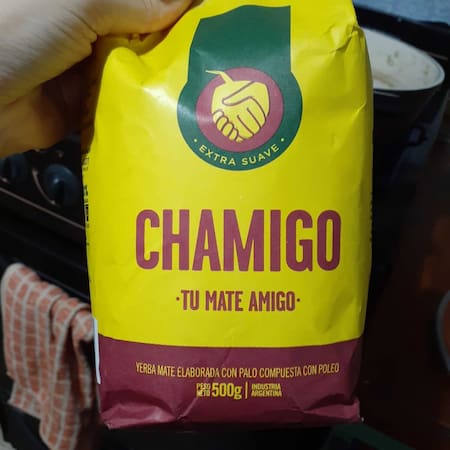 · EXTRA SUAVE ·
CHAMIGO
· TU MATE AMIGO ·
YERBA MATE ELABORADA CON PALO COMPUESTA CON POLEO
PESO NETO 500g | INDUSTRIA ARGENTINA